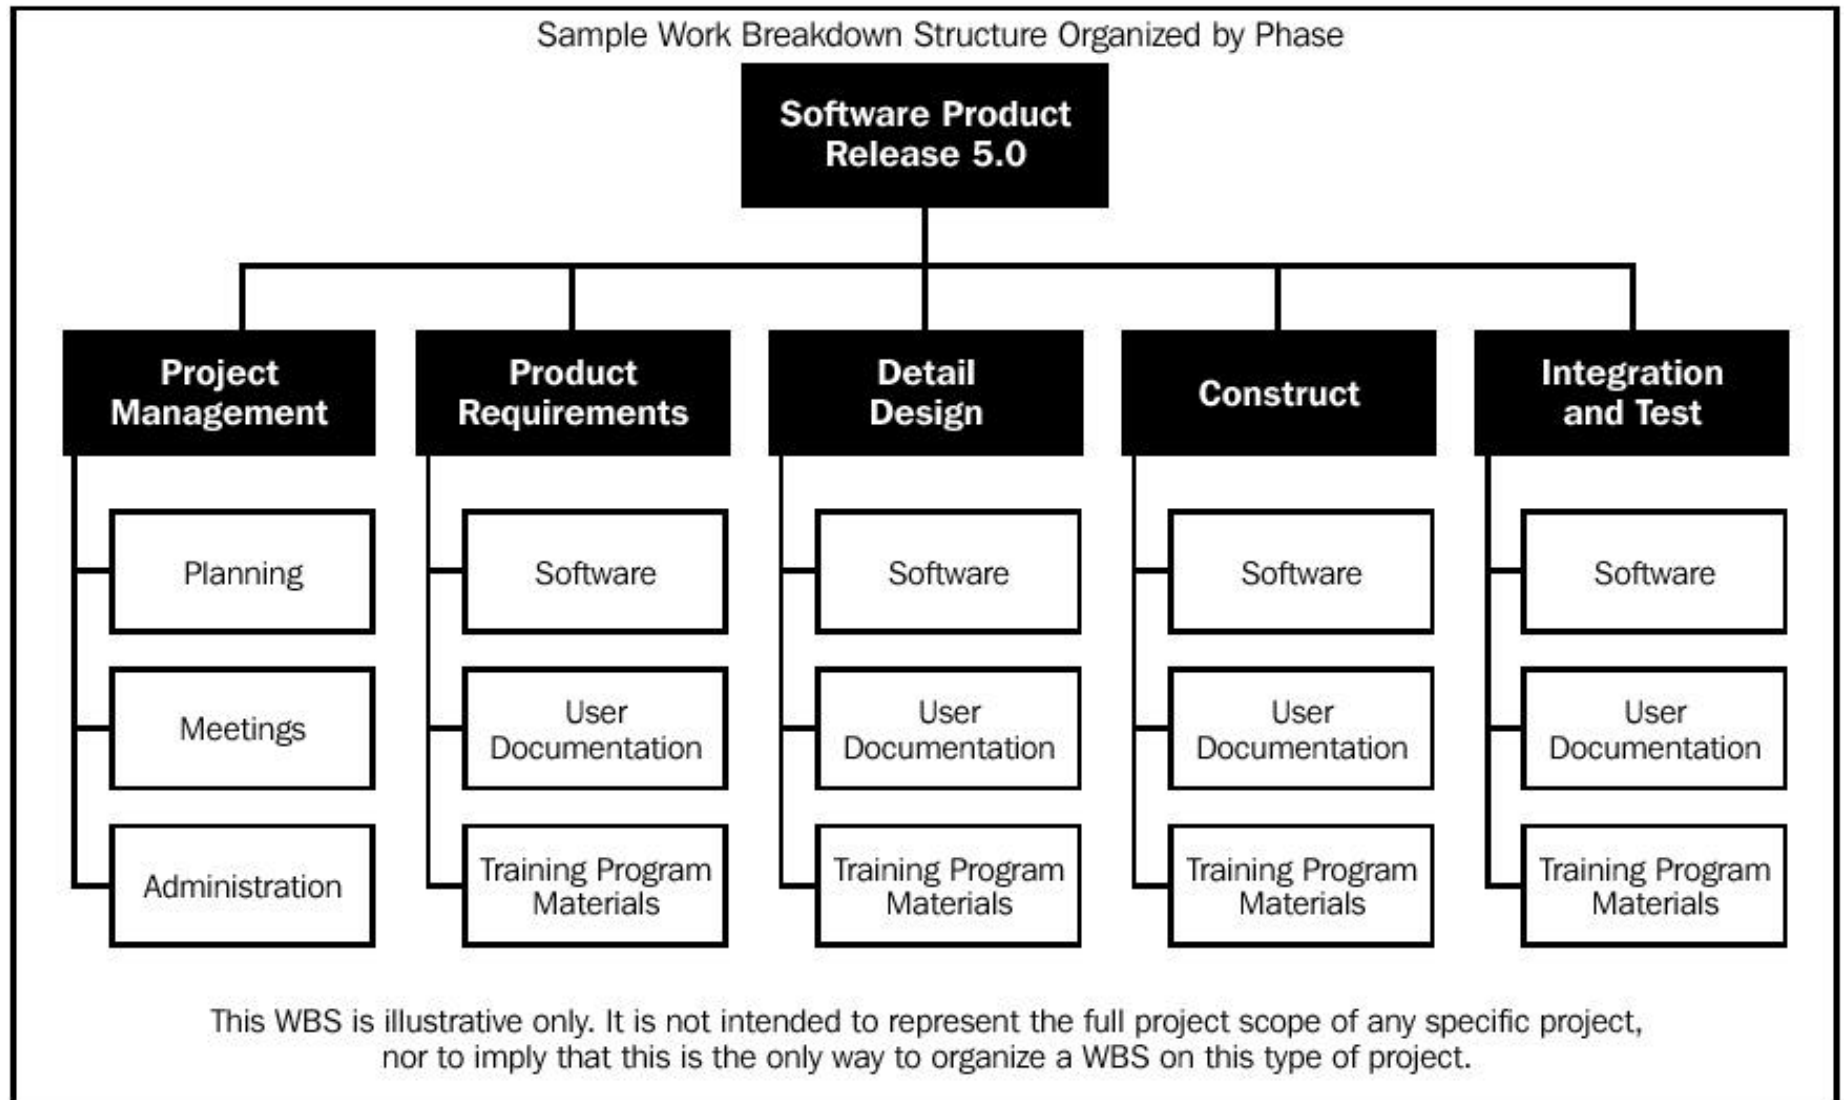 Sample Work Breakdown Structure Organized by Phase
Software Product
Release 5.0
Project
Management
Product
Requirements
Detail
Design
Construct
Integration
and Test
Planning
Software
Software
Software
Software
Meetings
User
Documentation
User
Documentation
User
Documentation
User
Documentation
Administration
Training Program
Materials
Training Program
Materials
Training Program
Materials
Training Program
Materials
This WBS is illustrative only. It is not intended to represent the full project scope of any specific project,
nor to imply that this is the only way to organize a WBS on this type of project.